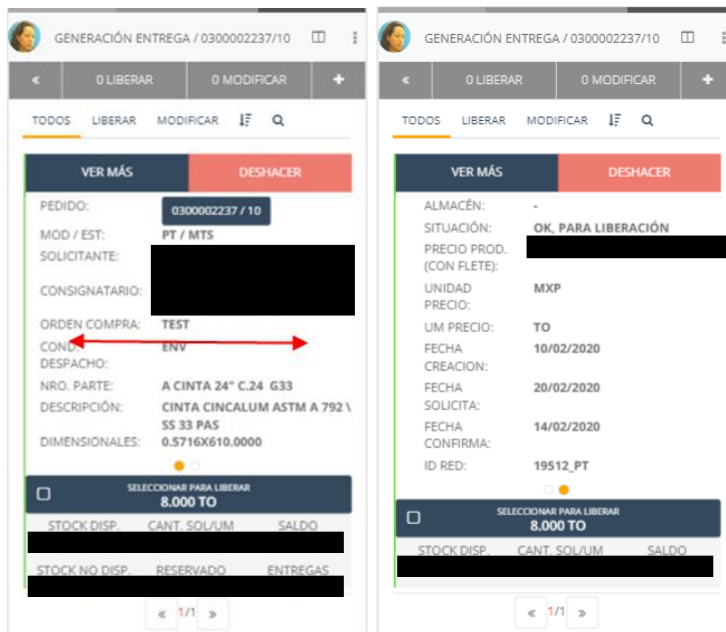 GENERACIÓN ENTREGA / 0300002237/10
« 0 LIBERAR 0 MODIFICAR +
TODOS LIBERAR MODIFICAR
VER MÁS DESHACER
PEDIDO: 0300002237 / 10
MOD / EST: PT / MTS
SOLICITANTE:
CONSIGNATARIO:
ORDEN COMPRA: TEST
COND. ENV
DESPACHO:
NRO. PARTE: A CINTA 24" C.24 G33
DESCRIPCIÓN: CINTA CINCALUM ASTM A 792 \
SS 33 PAS
DIMENSIONALES: 0.5716X610.0000
SELECCIONAR PARA LIBERAR
8.000 TO
STOCK DISP. CANT. SOL/UM SALDO
STOCK NO DISP. RESERVADO ENTREGAS
« 1/1 »
GENERACIÓN ENTREGA / 0300002237/10
« 0 LIBERAR 0 MODIFICAR +
TODOS LIBERAR MODIFICAR
VER MÁS DESHACER
ALMACÉN: -
SITUACIÓN: OK, PARA LIBERACIÓN
PRECIO PROD.
(CON FLETE):
UNIDAD MXP
PRECIO:
UM PRECIO: TO
FECHA 10/02/2020
CREACION:
FECHA 20/02/2020
SOLICITA:
FECHA 14/02/2020
CONFIRMA:
ID RED: 19512_PT
SELECCIONAR PARA LIBERAR
8.000 TO
STOCK DISP. CANT. SOL/UM SALDO
« 1/1 »